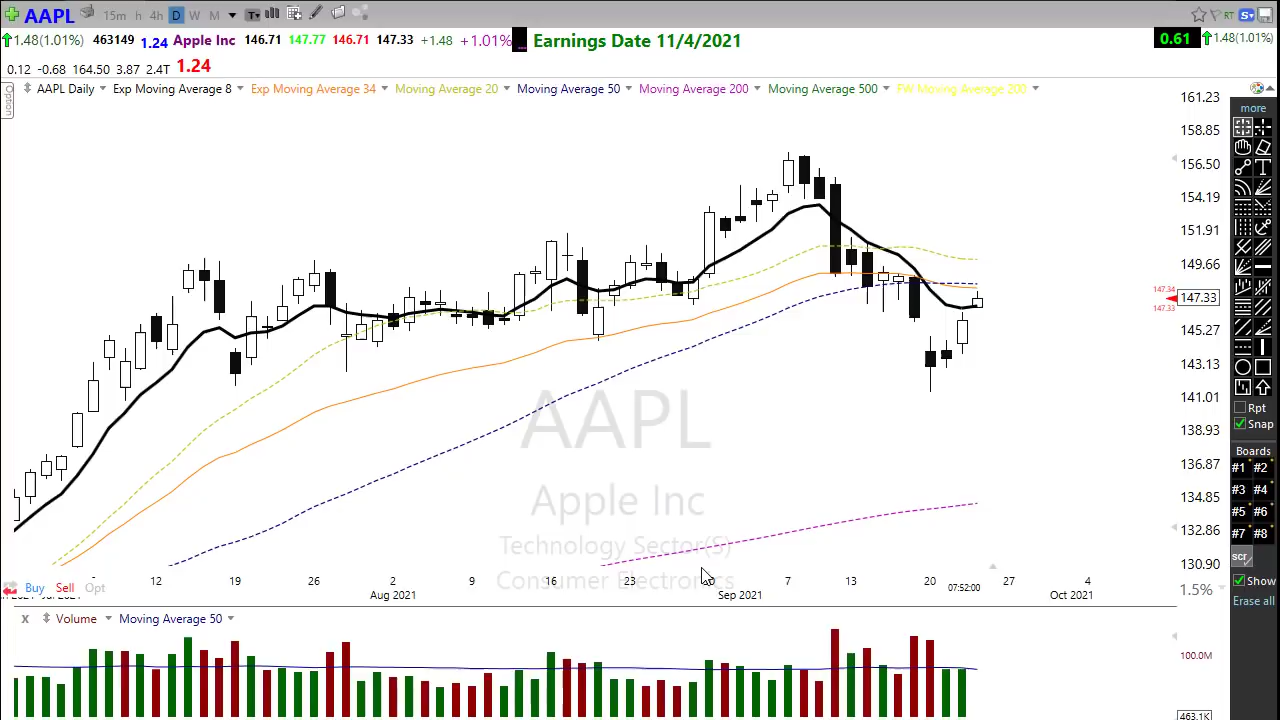 AAPL 15m h 4h D W M T RT S
1.48(1.01%) 463149 1.24 Apple Inc 146.71 147.77 146.71 147.33 +1.48 +1.01% ... Earnings Date 11/4/2021 0.61 1.48(1.01%)
0.12 -0.68 164.50 3.87 2.4T 1.24
Option
AAPL Daily Exp Moving Average 8 Exp Moving Average 34 Moving Average 20 Moving Average 50 Moving Average 200 Moving Average 500 FW Moving Average 200
161.23
158.85
156.50
154.19
151.91
149.66
147.34
147.33
147.33
145.27
143.13
141.01
138.93
136.87
134.85
132.86
130.90
1.5%
AAPL
Apple Inc
Technology Sector(S)
Consumer Electronics
12 19 26 2 9 16 23 7 13 20 27 4
Buy Sell Opt
07:52:00
Aug 2021 Sep 2021 Oct 2021
x Volume Moving Average 50
100.0M
463.1K
more
T
Rpt
Snap
Boards
#1 #2
#3 #4
#5 #6
#7 #8
scr
Show
Erase all